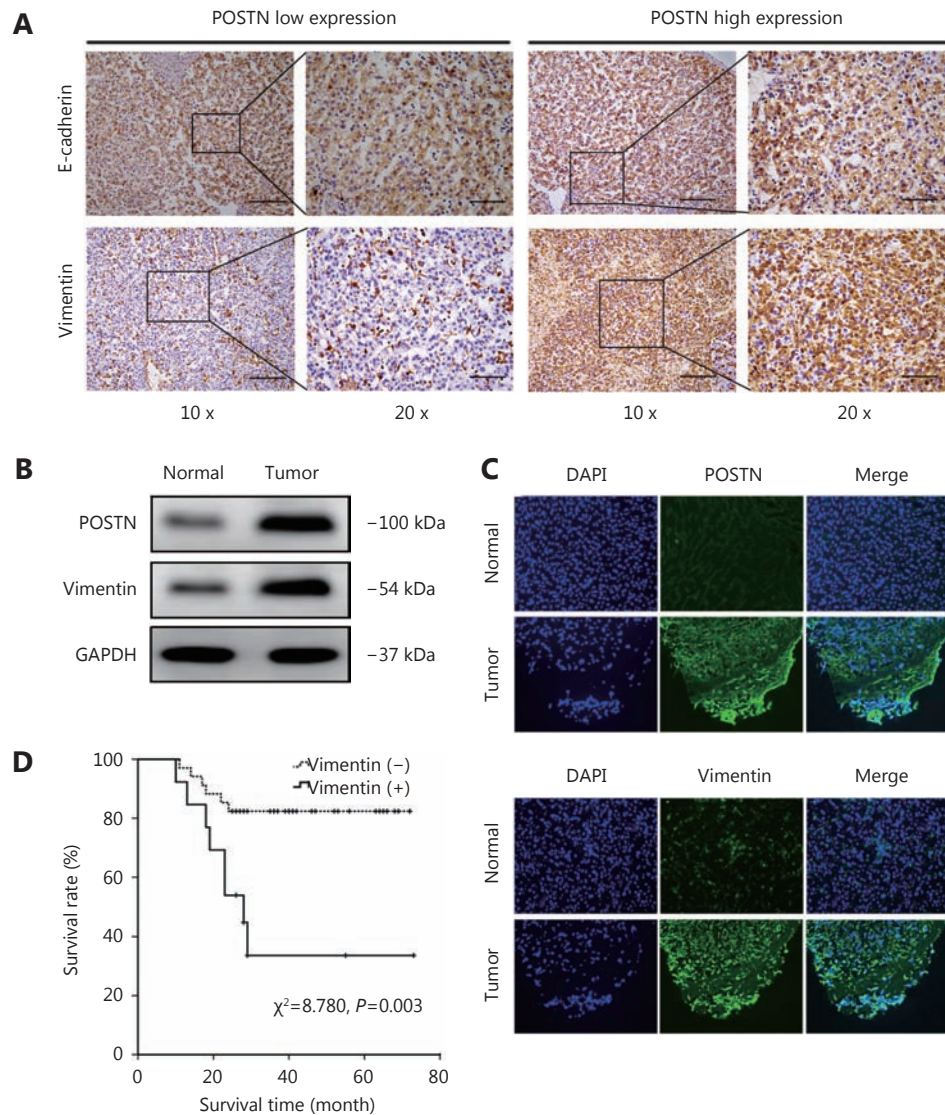 A
POSTN low expression
POSTN high expression
E-cadherin
Vimentin
10 x
20 x
10 x
20 x
B
Normal
Tumor
POSTN
−100 kDa
Vimentin
−54 kDa
GAPDH
−37 kDa
C
DAPI
POSTN
Merge
Normal
Tumor
DAPI
Vimentin
Merge
Normal
Tumor
D
Vimentin (−)
Vimentin (+)
100
80
60
40
20
0
Survival rate (%)
χ²=8.780, P=0.003
0
20
40
60
80
Survival time (month)